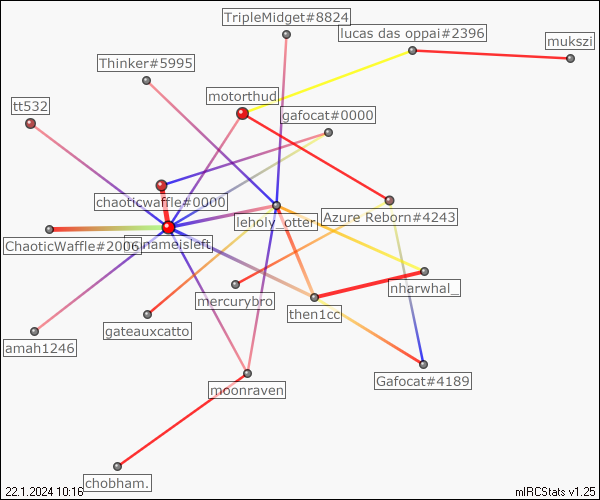 TripleMidget#8824
lucas das oppai#2396
mukszi
Thinker#5995
motorthud
tt532
gafocat#0000
chaoticwaffle#0000
leholy_otter
Azure Reborn#4243
ChaoticWaffle#2006
nameisleft
nharwhal_
mercurybro
then1cc
gateauxcatto
amah1246
Gafocat#4189
moonraven
chobham.
22.1.2024 10:16
mIRCStats v1.25